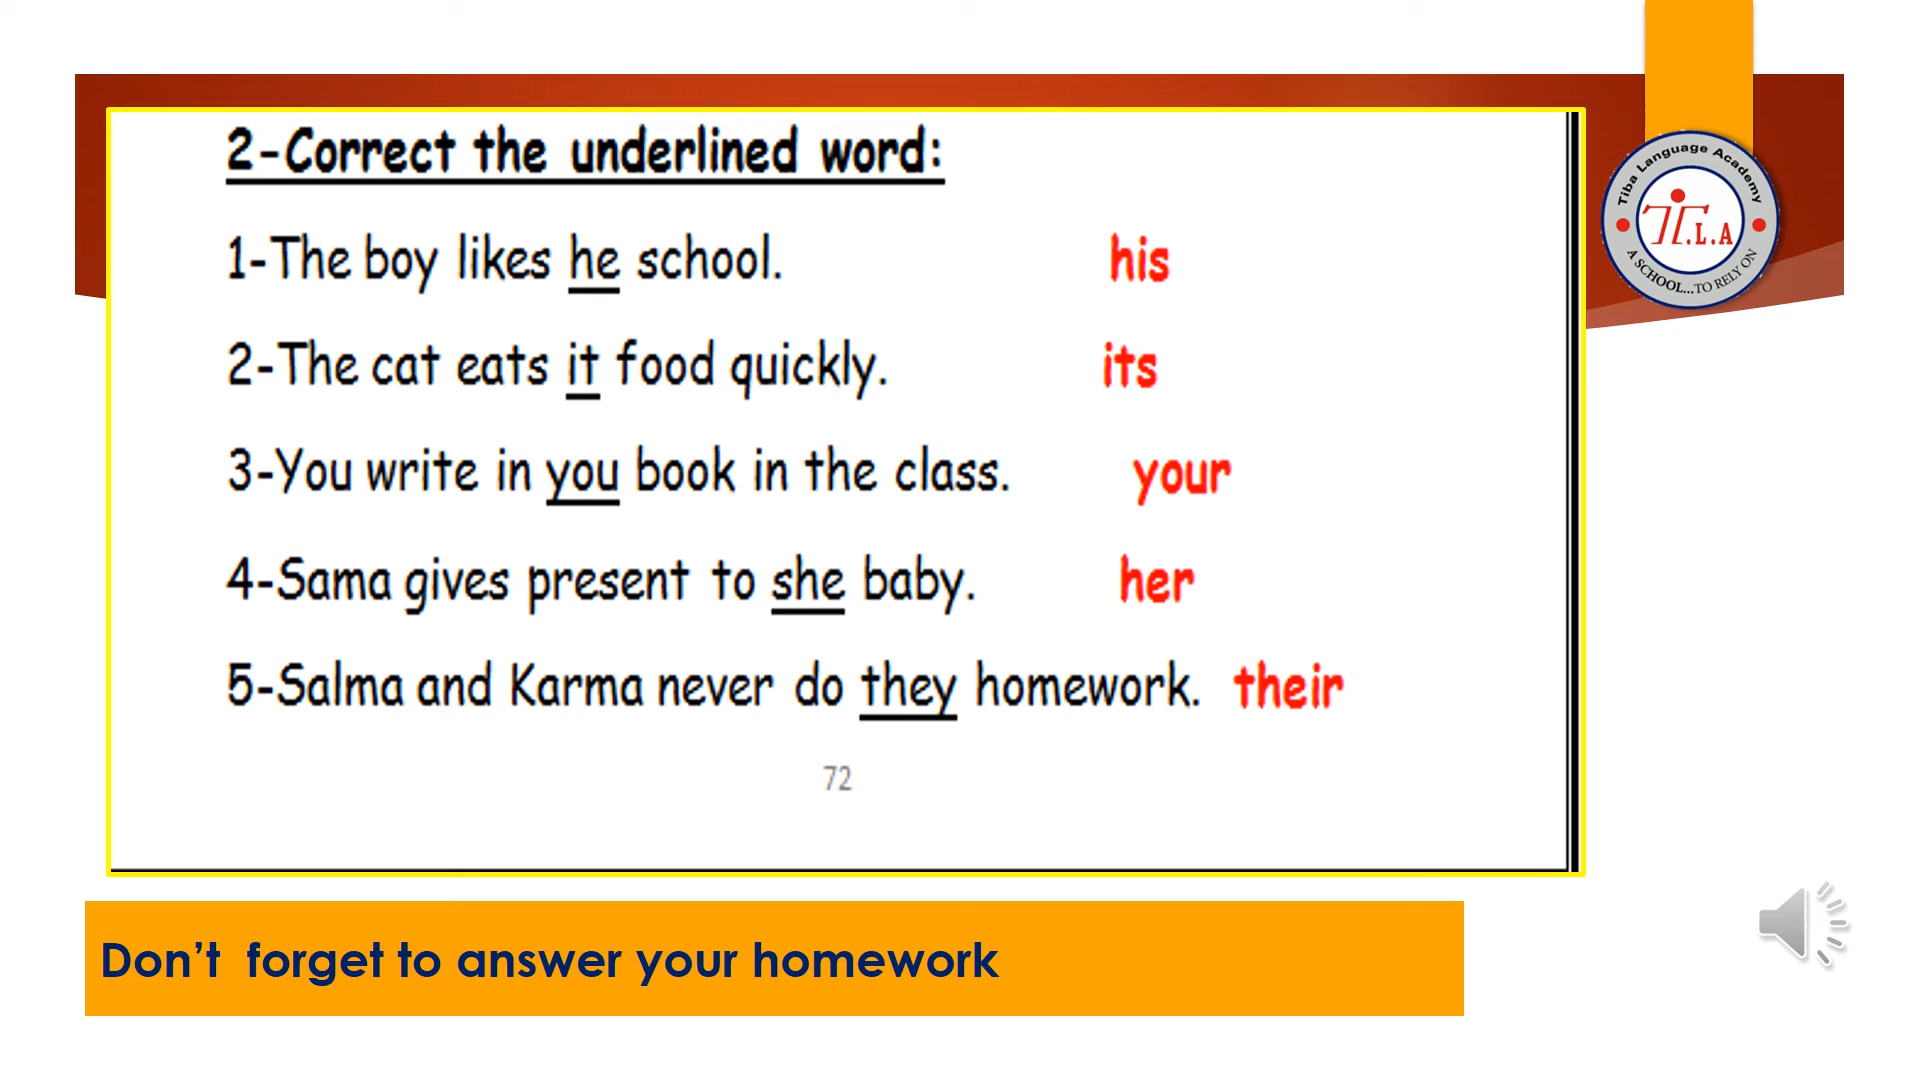 2-Correct the underlined word:
1-The boy likes he school. his
2-The cat eats it food quickly. its
3-You write in you book in the class. your
4-Sama gives present to she baby. her
5-Salma and Karma never do they homework. their
72
Don’t forget to answer your homework
Tiba Language Academy
T.L.A
A SCHOOL...TO RELY ON